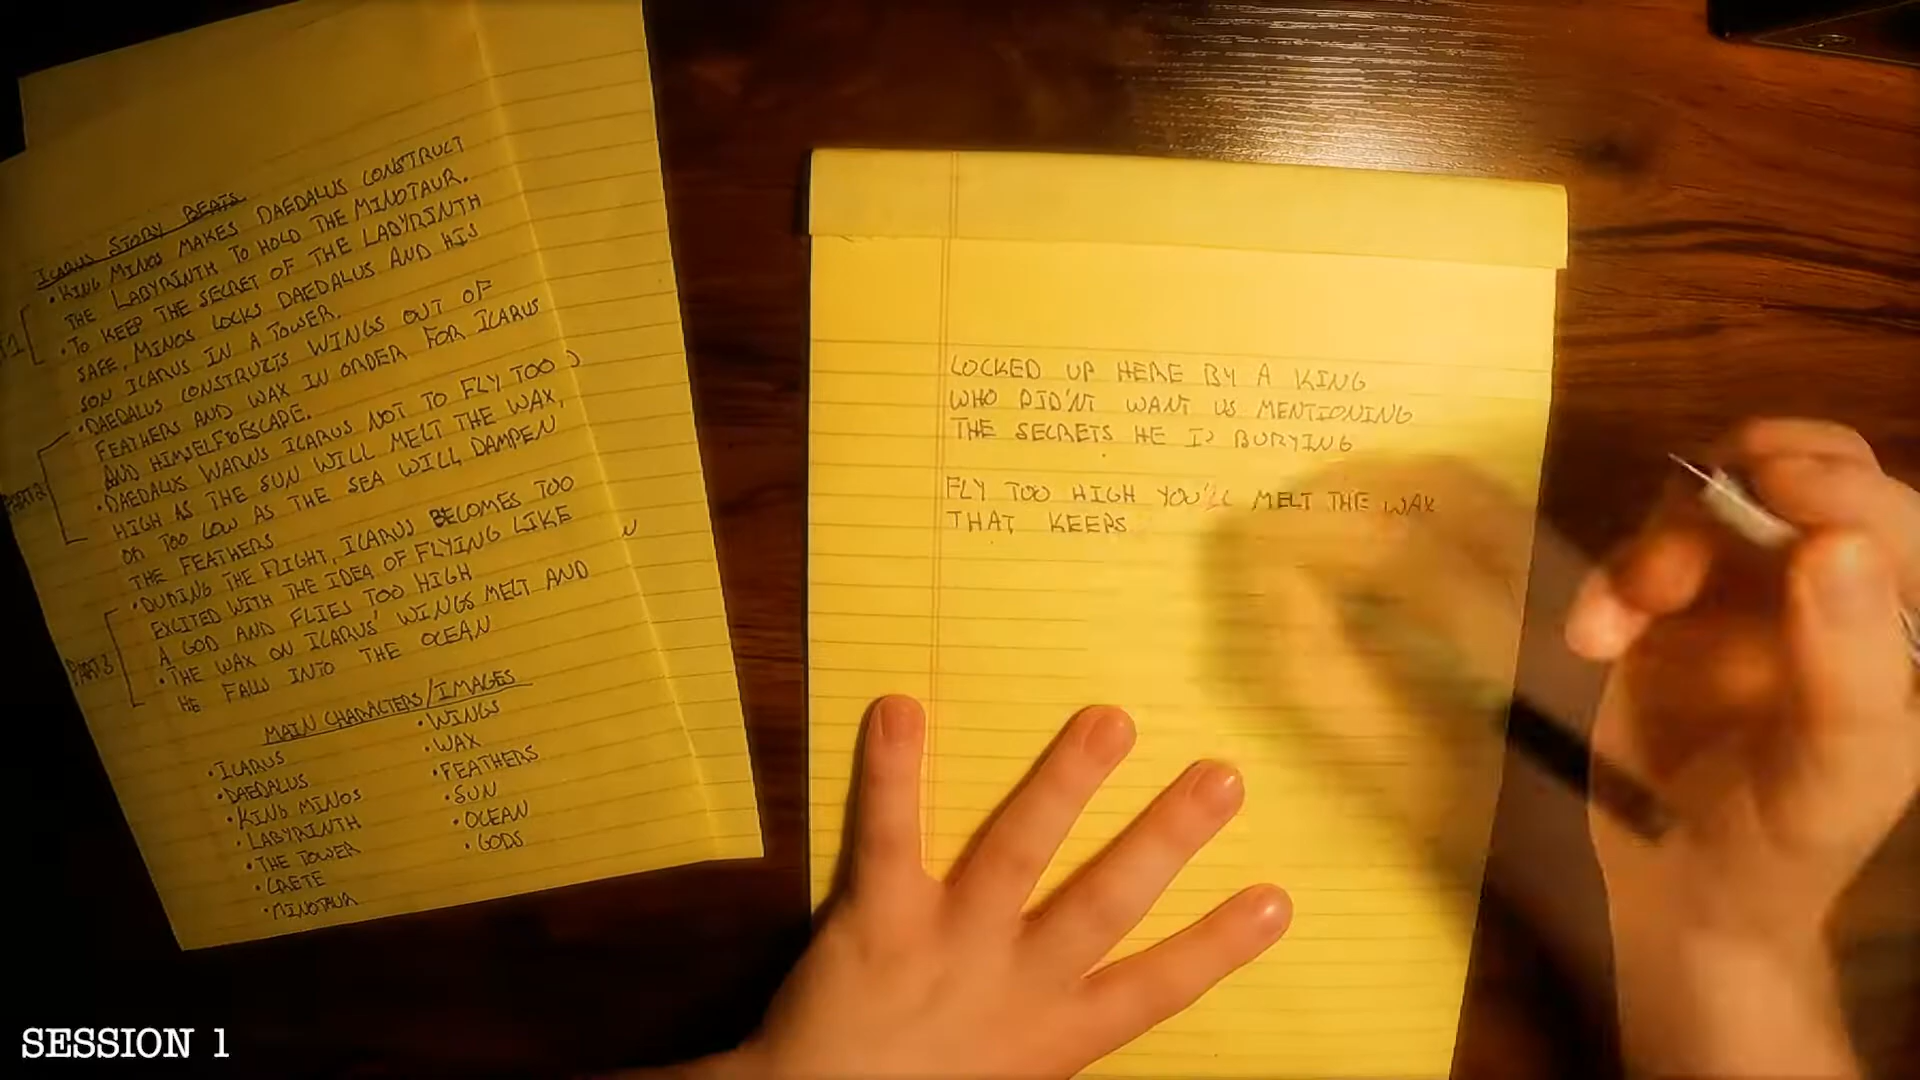 ICARUS STORY BEATS
• KING MINOS MAKES DAEDALUS CONSTRUCT
THE LABYRINTH TO HOLD THE MINOTAUR.
• TO KEEP THE SECRET OF THE LABYRINTH
SAFE, MINOS LOCKS DAEDALUS AND HIS
SON ICARUS IN A TOWER.
• DAEDALUS CONSTRUCTS WINGS OUT OF
FEATHERS AND WAX IN ORDER FOR ICARUS
AND HIMSELF TO ESCAPE.
PART 2
• DAEDALUS WARNS ICARUS NOT TO FLY TOO
HIGH AS THE SUN WILL MELT THE WAX,
OR TOO LOW AS THE SEA WILL DAMPEN
THE FEATHERS
• DURING THE FLIGHT, ICARUS BECOMES TOO
EXCITED WITH THE IDEA OF FLYING LIKE
A GOD AND FLIES TOO HIGH
PART 3
• THE WAX ON ICARUS' WINGS MELT AND
HE FALLS INTO THE OCEAN
MAIN CHARACTERS/IMAGES
• ICARUS
• DAEDALUS
• KING MINOS
• LABYRINTH
• THE TOWER
• CRETE
• MINOTAUR
• WINGS
• WAX
• FEATHERS
• SUN
• OCEAN
• GODS
LOCKED UP HERE BY A KING
WHO DID'NT WANT US MENTIONING
THE SECRETS HE IS BURYING
FLY TOO HIGH YOU'LL MELT THE WAX
THAT KEEPS
SESSION 1